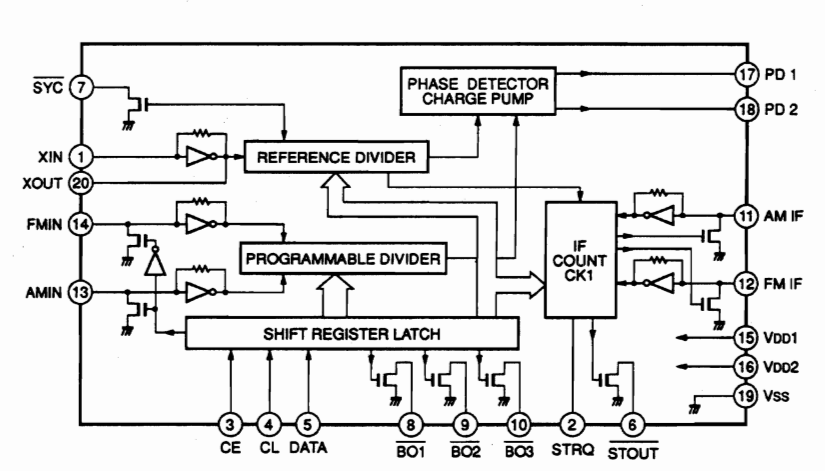 7
SYC
PHASE DETECTOR
CHARGE PUMP
17 PD 1
18 PD 2
XIN 1
REFERENCE DIVIDER
XOUT 20
FMIN 14
11 AM IF
IF
COUNT
CK1
PROGRAMMABLE DIVIDER
12 FM IF
AMIN 13
SHIFT REGISTER LATCH
15 VDD1
16 VDD2
19 VSS
3 4 5 8 9 10 2 6
CE CL DATA BO1 BO2 BO3 STRQ STOUT